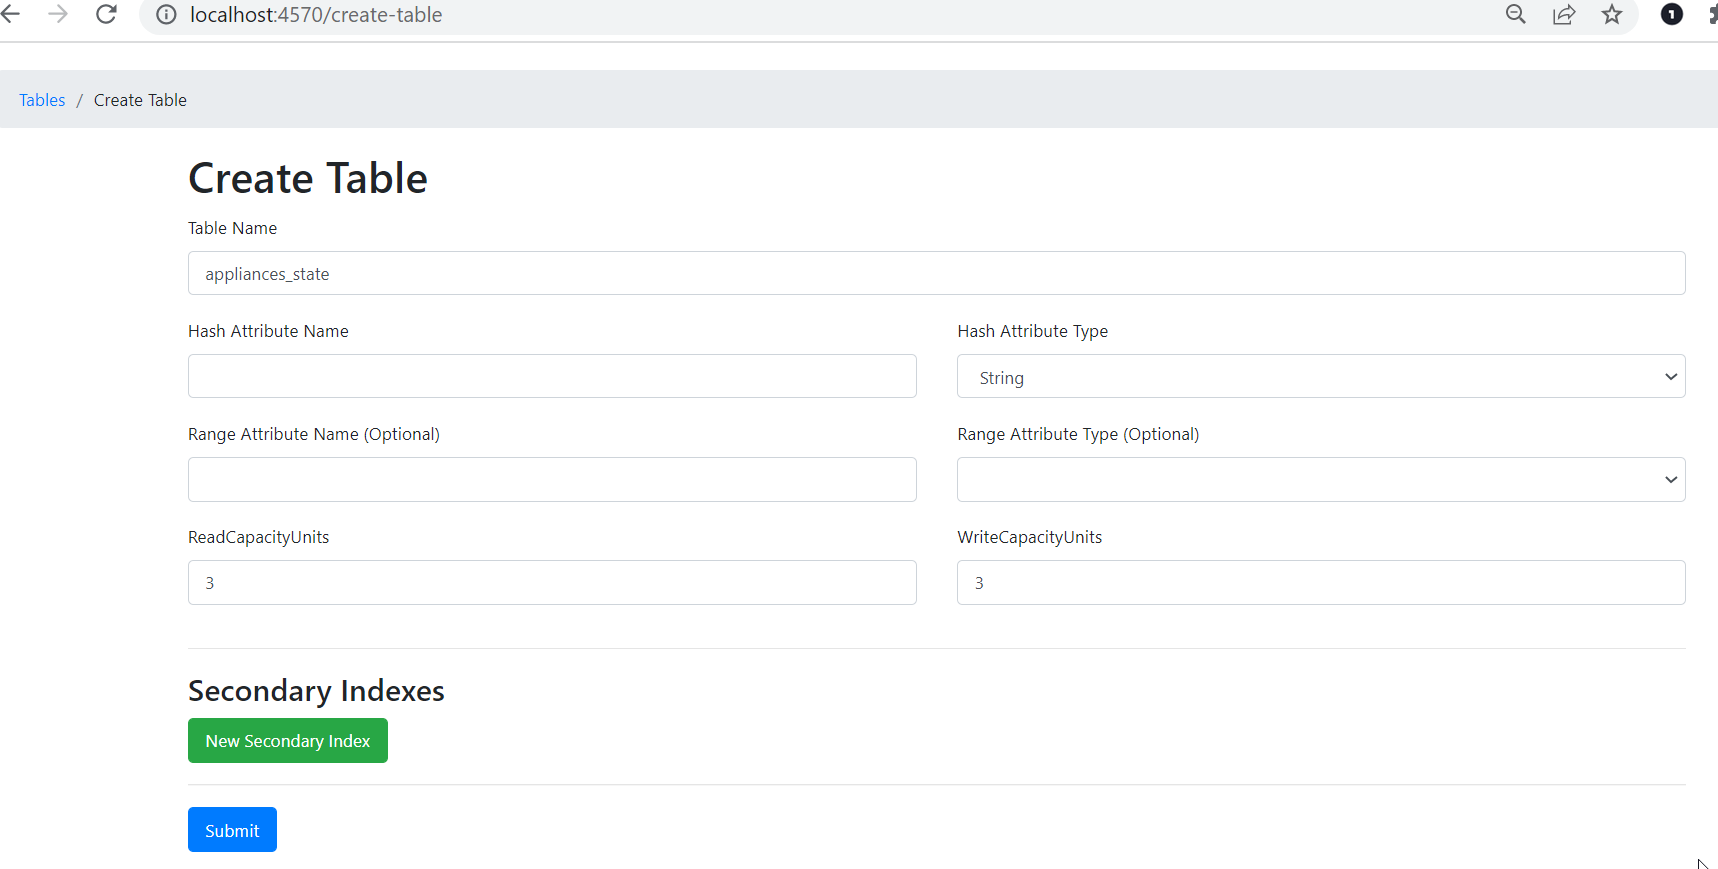 localhost:4570/create-table
1
Tables / Create Table
Create Table
Table Name
appliances_state
Hash Attribute Name Hash Attribute Type
String
Range Attribute Name (Optional) Range Attribute Type (Optional)
ReadCapacityUnits WriteCapacityUnits
3 3
Secondary Indexes
New Secondary Index
Submit